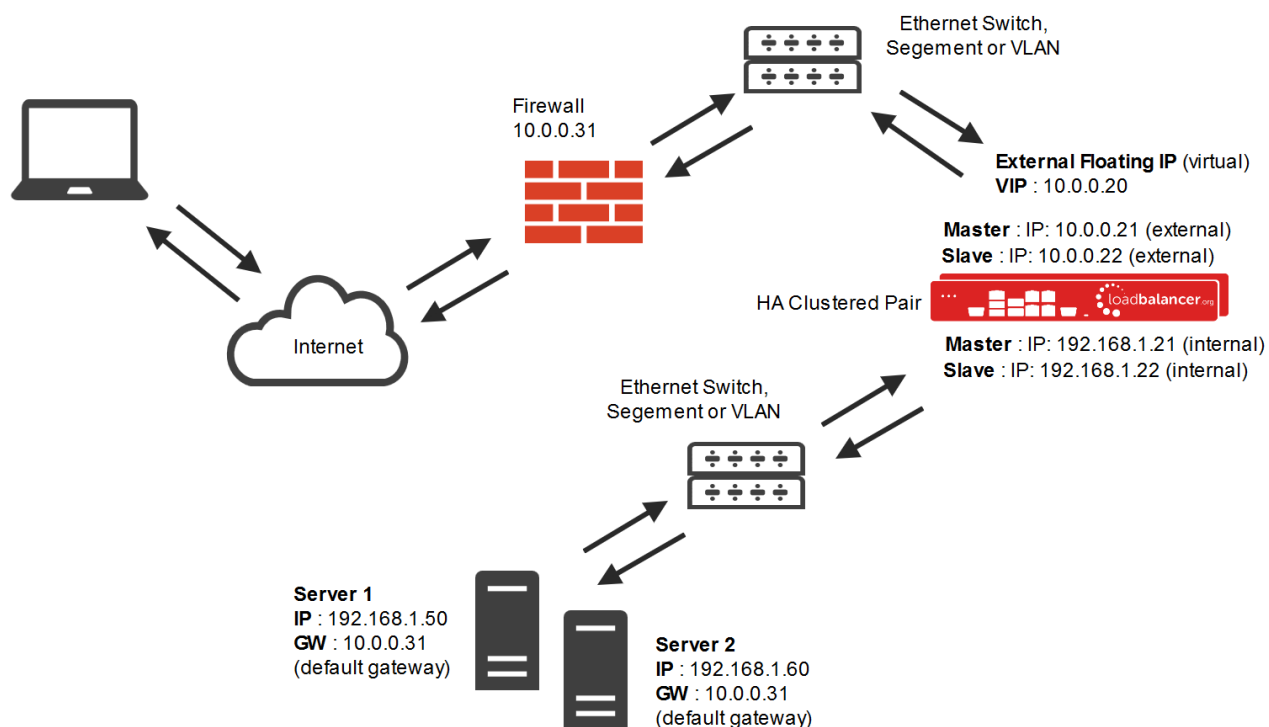 Ethernet Switch,
Segement or VLAN
Firewall
10.0.0.31
External Floating IP (virtual)
VIP : 10.0.0.20
Master : IP: 10.0.0.21 (external)
Slave : IP: 10.0.0.22 (external)
HA Clustered Pair
loadbalancer.org
Master : IP: 192.168.1.21 (internal)
Slave : IP: 192.168.1.22 (internal)
Internet
Ethernet Switch,
Segement or VLAN
Server 1
IP : 192.168.1.50
GW : 10.0.0.31
(default gateway)
Server 2
IP : 192.168.1.60
GW : 10.0.0.31
(default gateway)